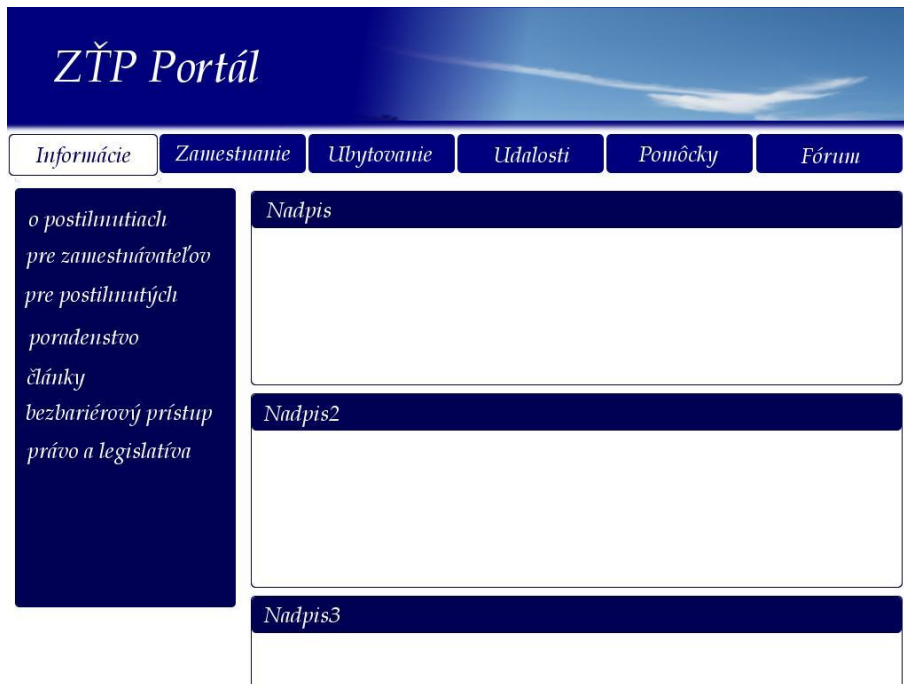 ZŤP Portál
Informácie Zamestnanie Ubytovanie Udalosti Pomôcky Fórum
o postihnutiach
pre zamestnávateľov
pre postihnutých
poradenstvo
články
bezbariérový prístup
právo a legislatíva
Nadpis
Nadpis2
Nadpis3